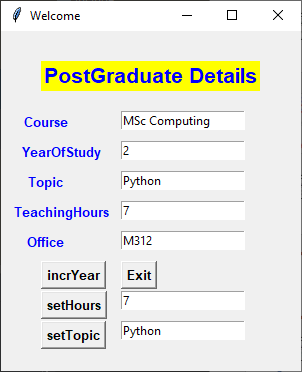 Welcome
PostGraduate Details
Course MSc Computing
YearOfStudy 2
Topic Python
TeachingHours 7
Office M312
incrYear Exit
setHours 7
setTopic Python